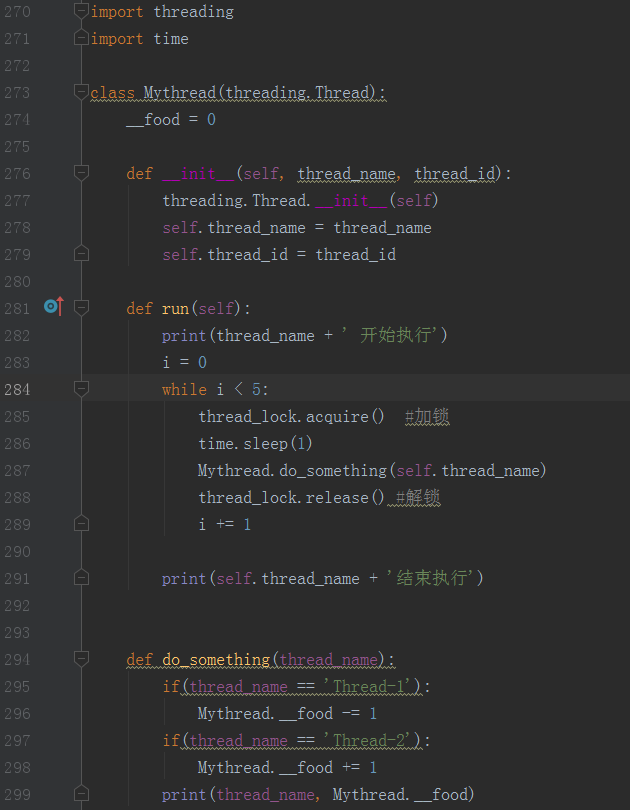 270 import threading
271 import time
272
273 class Mythread(threading.Thread):
274     __food = 0
275
276     def __init__(self, thread_name, thread_id):
277         threading.Thread.__init__(self)
278         self.thread_name = thread_name
279         self.thread_id = thread_id
280
281     def run(self):
282         print(thread_name + ' 开始执行')
283         i = 0
284         while i < 5:
285             thread_lock.acquire()  #加锁
286             time.sleep(1)
287             Mythread.do_something(self.thread_name)
288             thread_lock.release() #解锁
289             i += 1
290
291         print(self.thread_name + '结束执行')
292
293
294     def do_something(thread_name):
295         if(thread_name == 'Thread-1'):
296             Mythread.__food -= 1
297         if(thread_name == 'Thread-2'):
298             Mythread.__food += 1
299         print(thread_name, Mythread.__food)